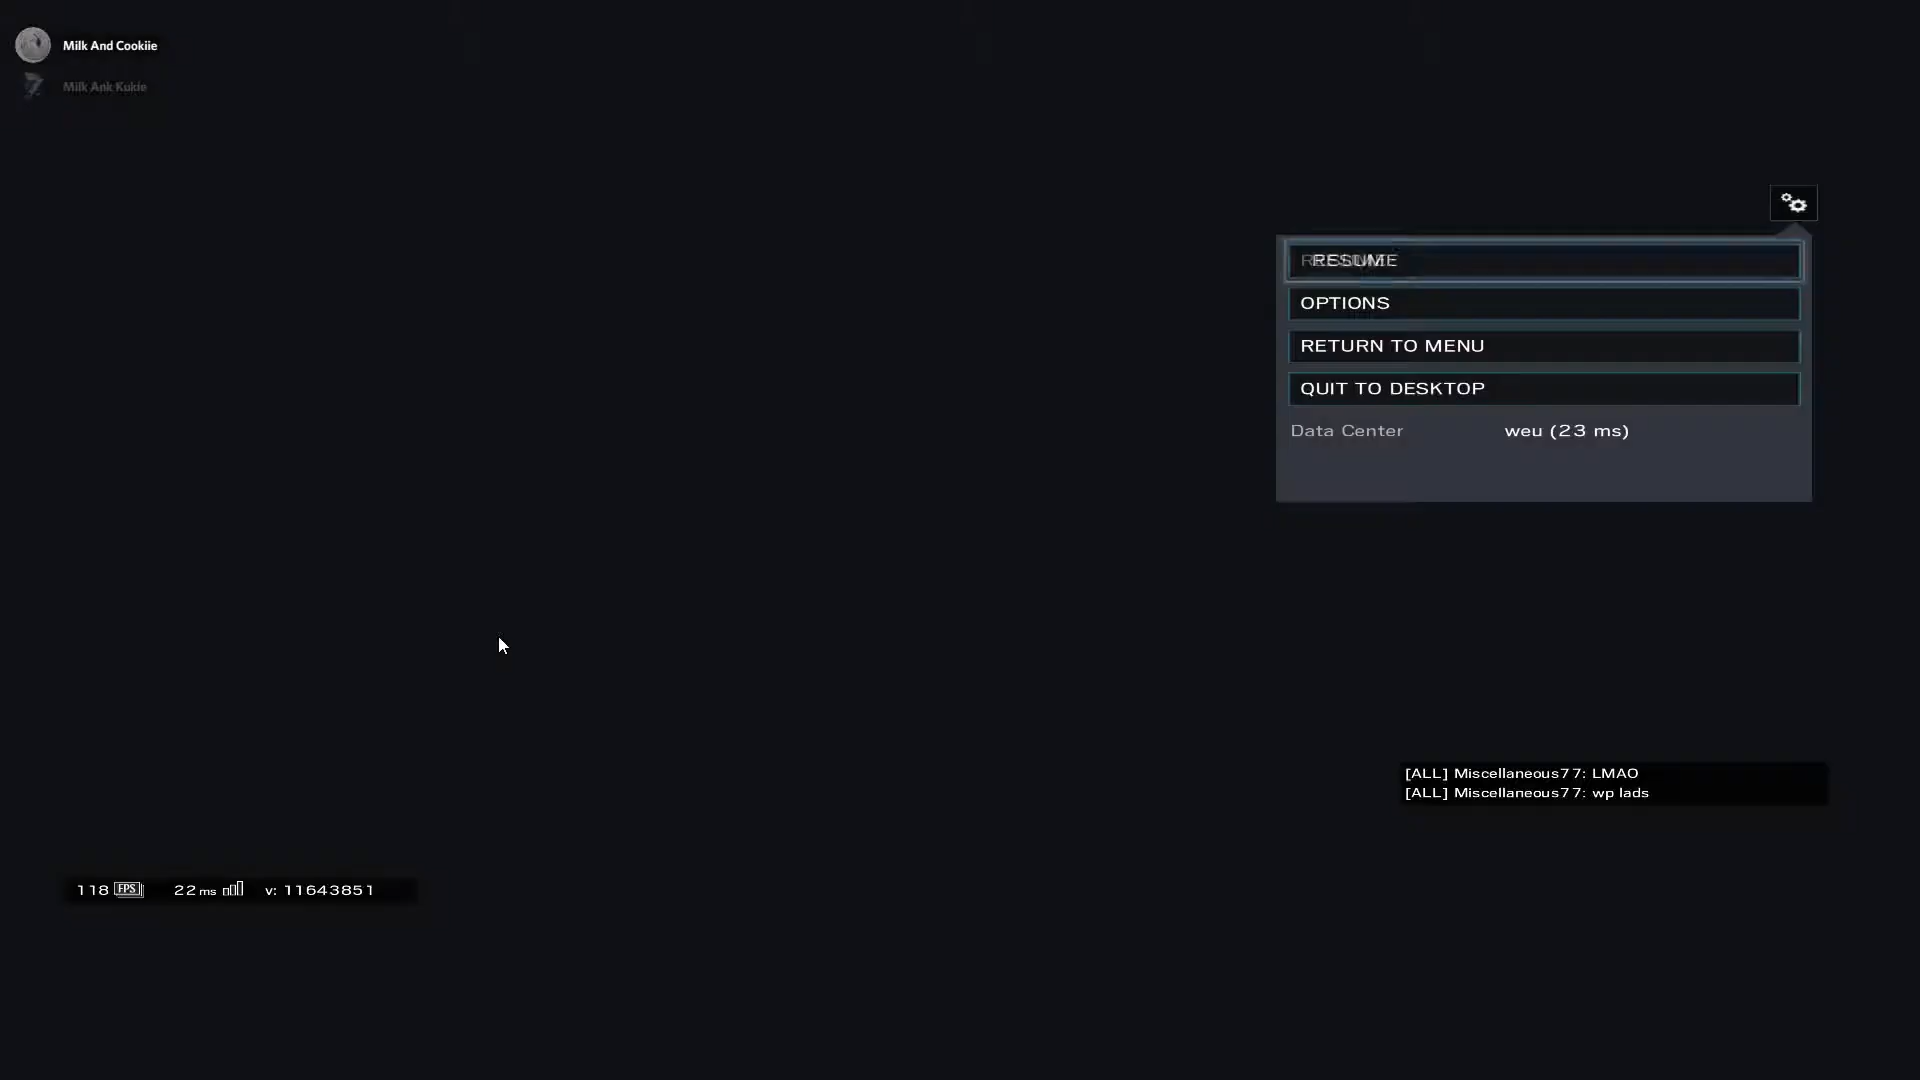 Milk And Cookiie
Milk Ank Kukie
RESUME
OPTIONS
RETURN TO MENU
QUIT TO DESKTOP
Data Center weu (23 ms)
[ALL] Miscellaneous77: LMAO
[ALL] Miscellaneous77: wp lads
118 FPS 22 ms v: 11643851